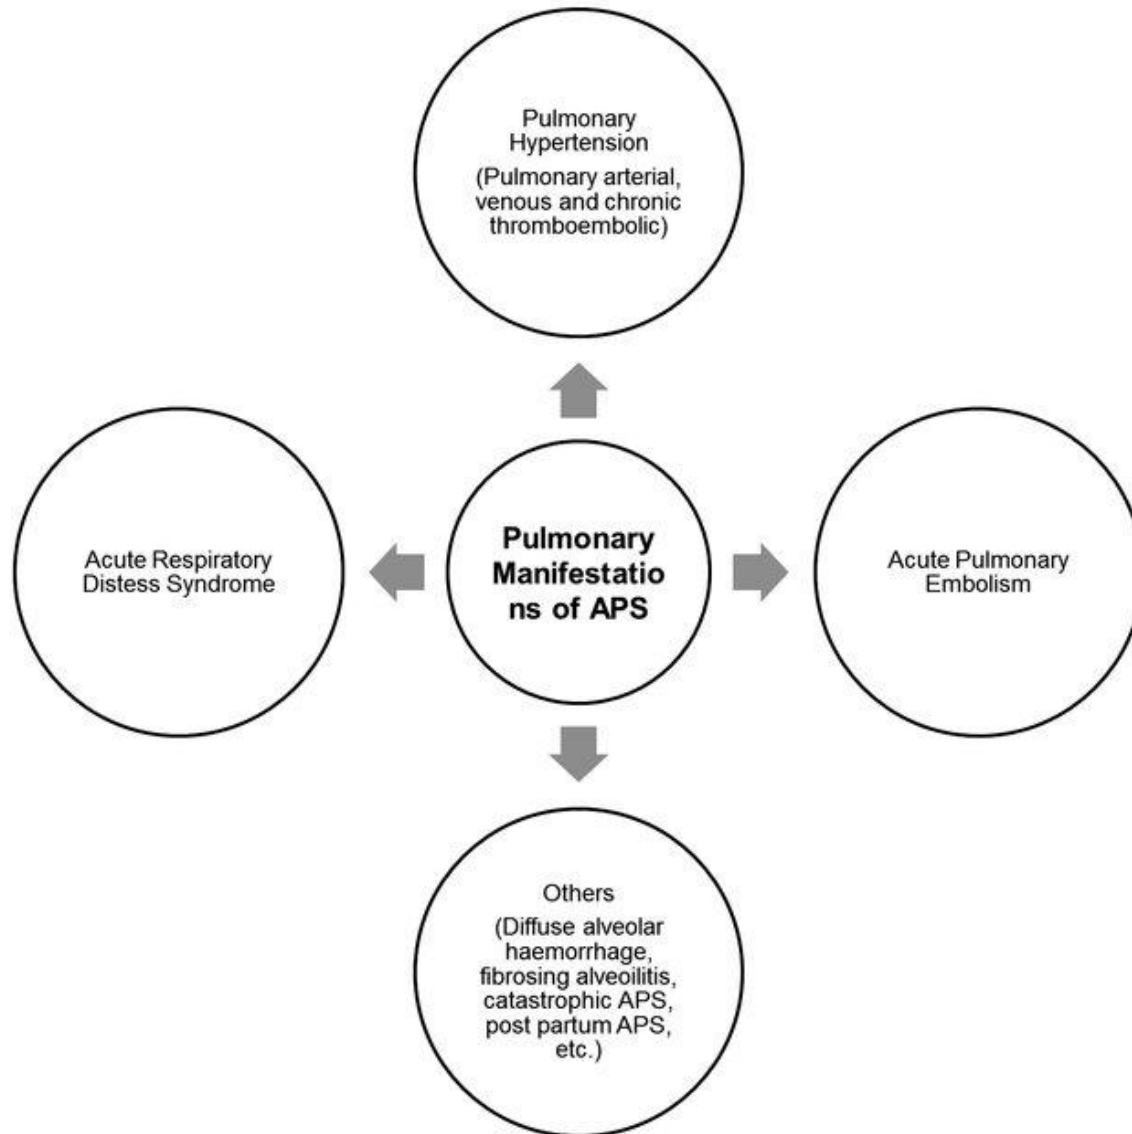 Pulmonary
Hypertension
(Pulmonary arterial,
venous and chronic
thromboembolic)
Acute Respiratory
Distess Syndrome
Pulmonary
Manifestatio
ns of APS
Acute Pulmonary
Embolism
Others
(Diffuse alveolar
haemorrhage,
fibrosing alveoilitis,
catastrophic APS,
post partum APS,
etc.)